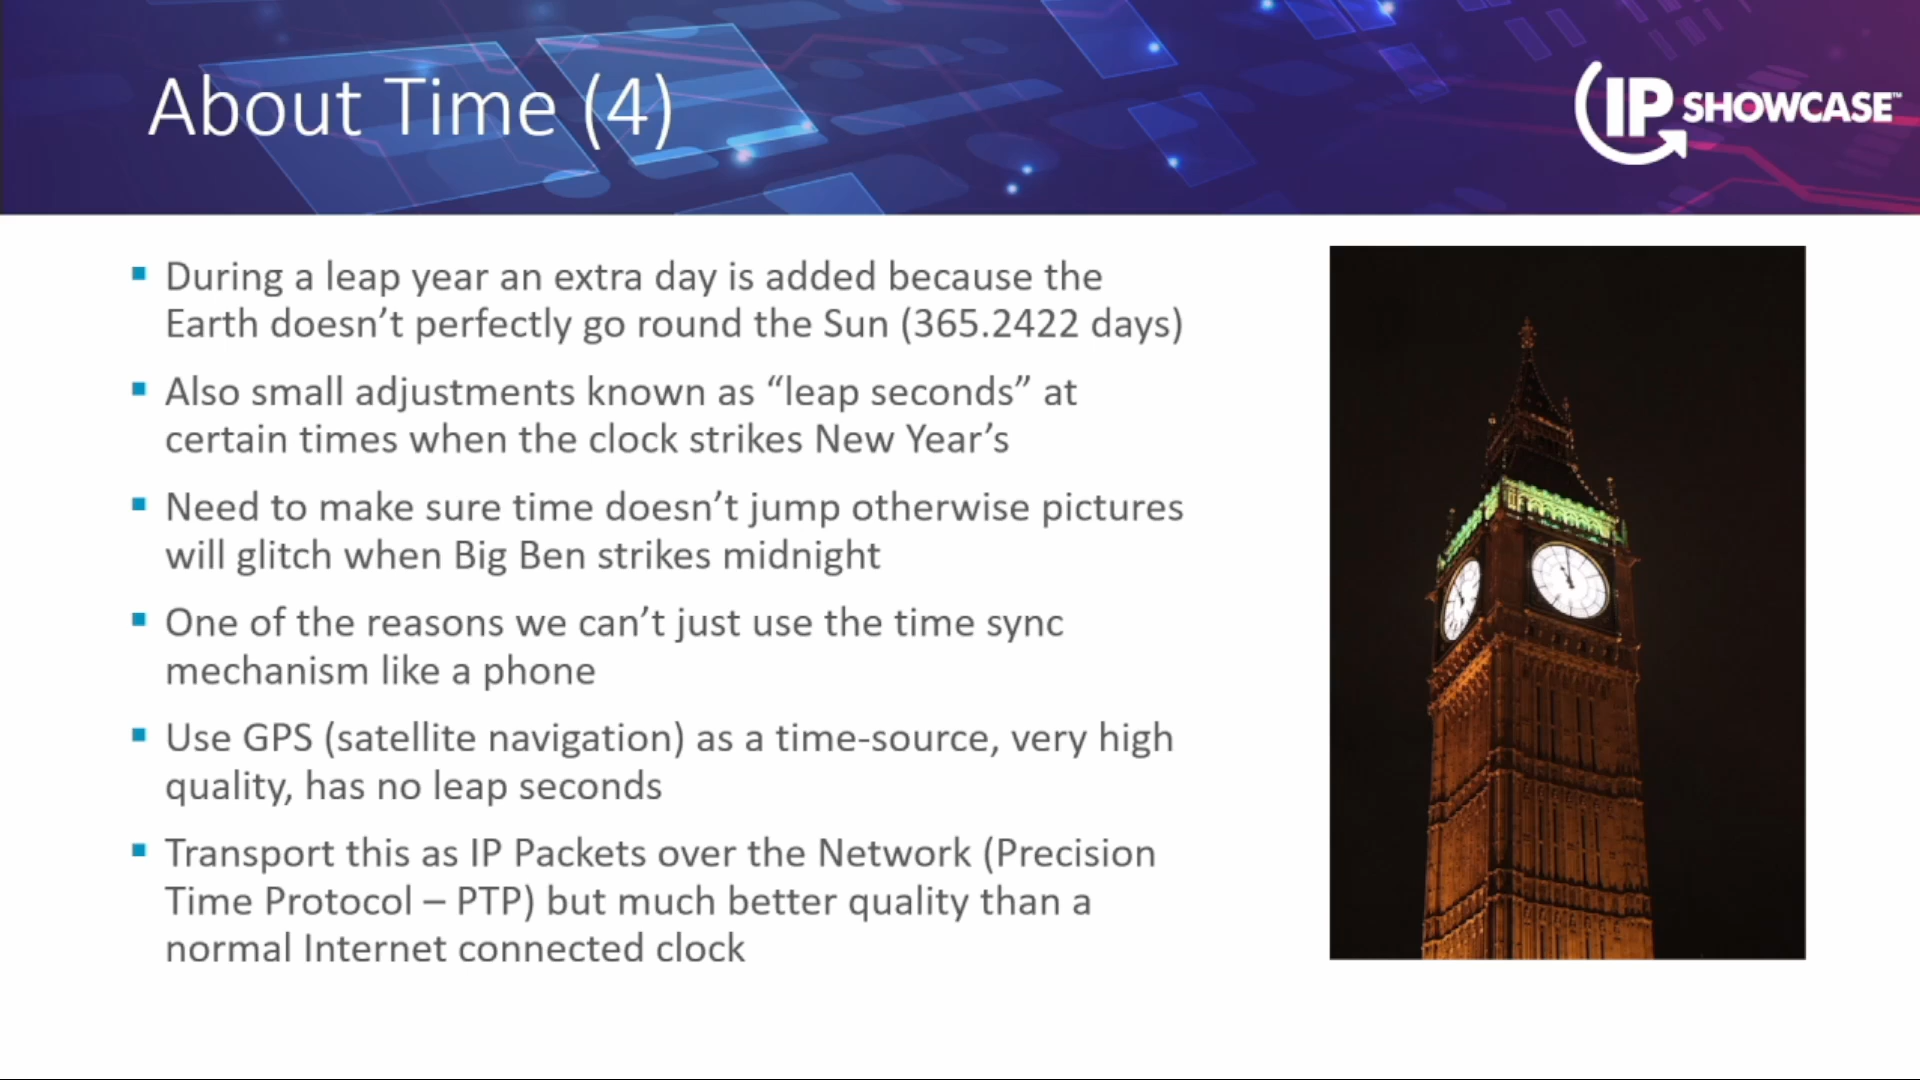 About Time (4)
IP SHOWCASE™
During a leap year an extra day is added because the
Earth doesn’t perfectly go round the Sun (365.2422 days)
Also small adjustments known as “leap seconds” at
certain times when the clock strikes New Year’s
Need to make sure time doesn’t jump otherwise pictures
will glitch when Big Ben strikes midnight
One of the reasons we can’t just use the time sync
mechanism like a phone
Use GPS (satellite navigation) as a time-source, very high
quality, has no leap seconds
Transport this as IP Packets over the Network (Precision
Time Protocol – PTP) but much better quality than a
normal Internet connected clock